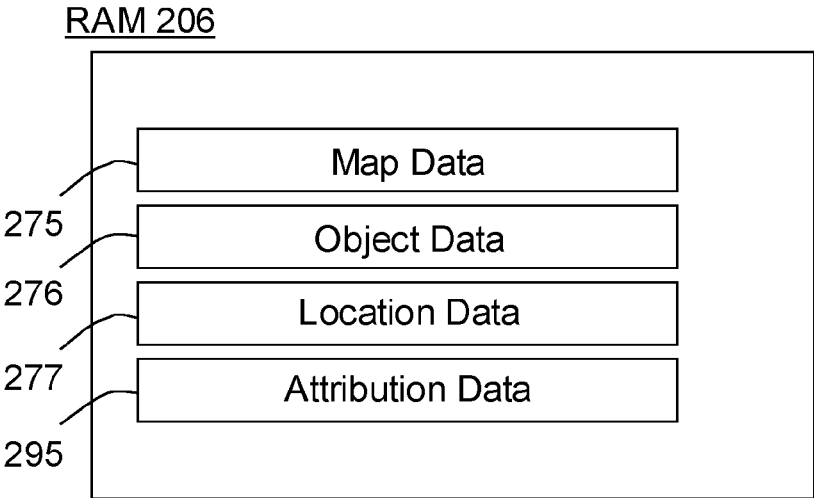 RAM 206
Map Data
275
Object Data
276
Location Data
277
Attribution Data
295